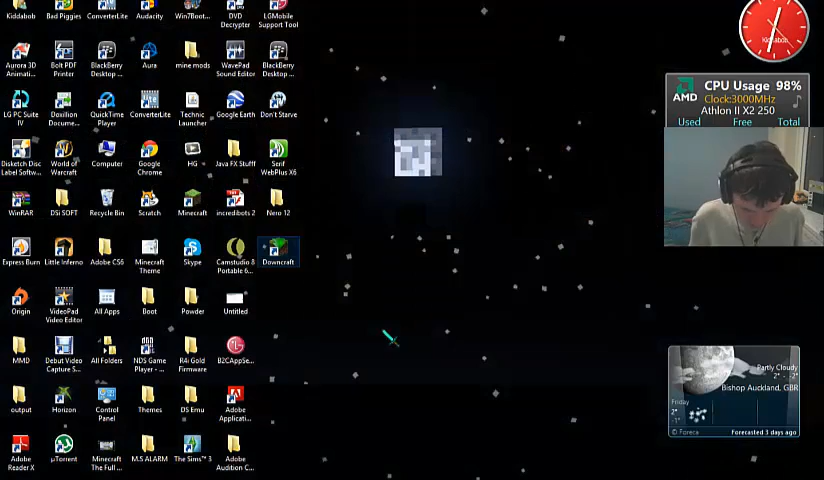 Kiddabob
Bad Piggies
ConverterLite
Audacity
Win7Boot...
DVD Decrypter
LGMobile Support Tool
Aurora 3D Animati...
Bolt PDF Printer
BlackBerry Desktop ...
Aura
mine mods
WavePad Sound Editor
BlackBerry Desktop ...
LG PC Suite IV
Doxillion Docume...
QuickTime Player
ConverterLite
Technic Launcher
Google Earth
Don't Starve
Disketch Disc Label Softw...
World of Warcraft
Computer
Google Chrome
HG
Java FX Stufff
Serif WebPlus X6
WinRAR
DSi SOFT
Recycle Bin
Scratch
Minecraft
incredibots 2
Nero 12
Express Burn
Little Inferno
Adobe CS6
Minecraft Theme
Skype
Camstudio 8 Portable 6...
Downcraft
Origin
VideoPad Video Editor
All Apps
Boot
Powder
Untitled
MMD
Debut Video Capture S...
All Folders
NDS Game Player - ...
R4i Gold Firmware
B2CAppSe...
output
Horizon
Control Panel
Themes
DS Emu
Adobe Applicati...
Adobe Reader X
µTorrent
Minecraft The Full ...
M.S ALARM
The Sims™ 3
Adobe Audition C...
AMD
CPU Usage 98%
Clock:3000MHz
Athlon II X2 250
Used Free Total
Partly Cloudy
2° - -2°
Bishop Auckland, GBR
Friday
2°
-1°
© Foreca
Forecasted 3 days ago